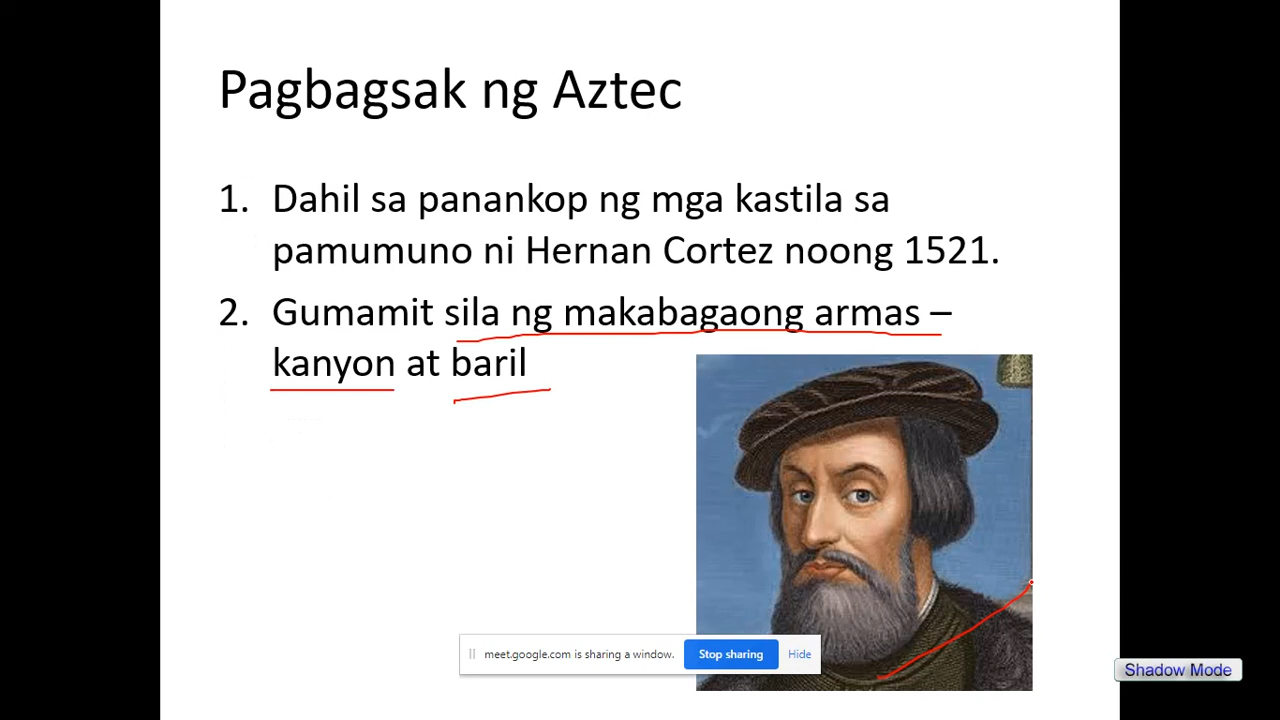 Pagbagsak ng Aztec
1. Dahil sa panankop ng mga kastila sa
pamumuno ni Hernan Cortez noong 1521.
2. Gumamit sila ng makabagaong armas –
kanyon at baril
meet.google.com is sharing a window. Stop sharing Hide
Shadow Mode